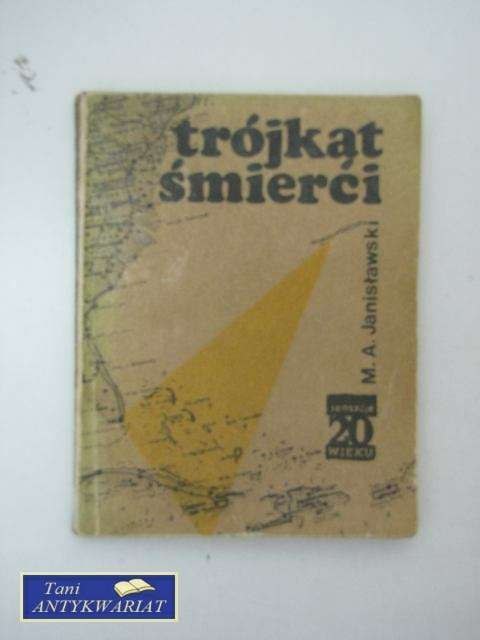 trójkąt
śmierci
M. A. Janisławski
sensacje
20
WIEKU
Tani
ANTYKWARIAT